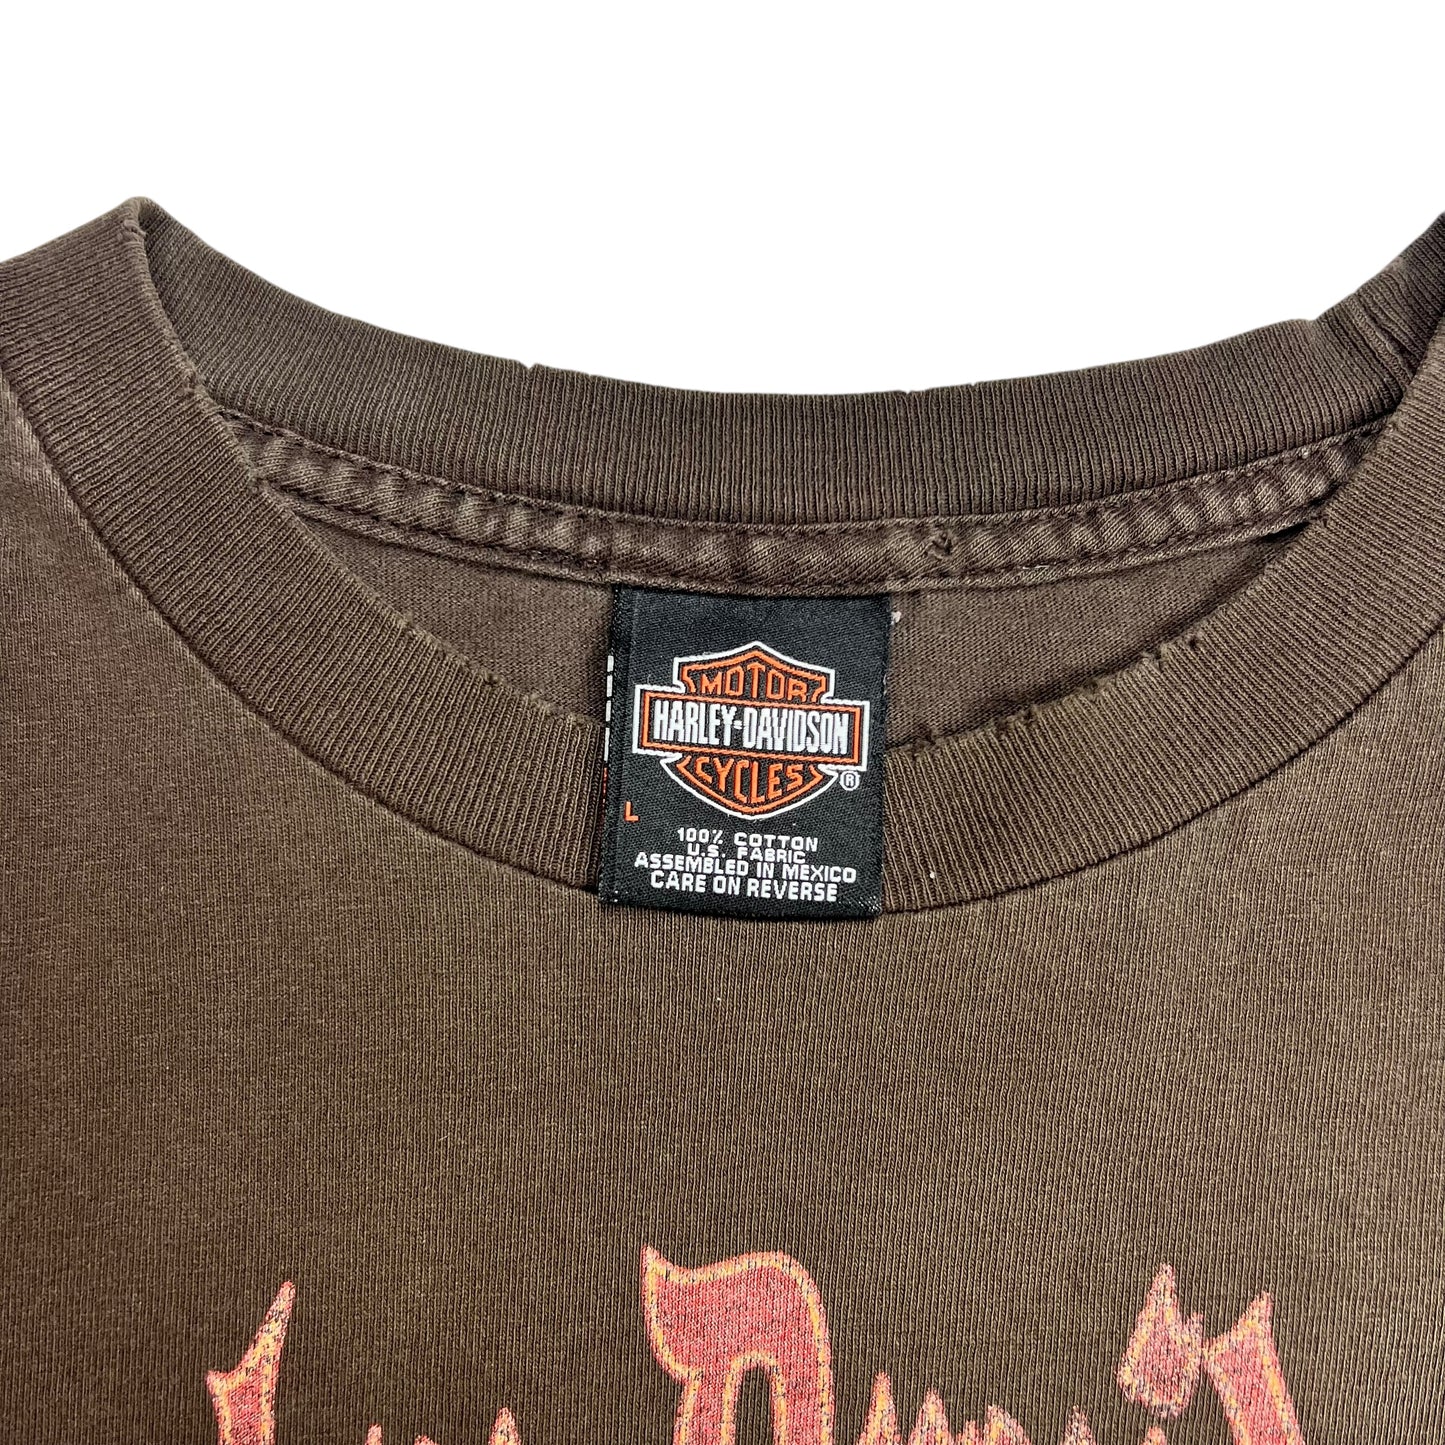 MOTOR
HARLEY-DAVIDSON
CYCLES
®
L
100% COTTON
U.S. FABRIC
ASSEMBLED IN MEXICO
CARE ON REVERSE